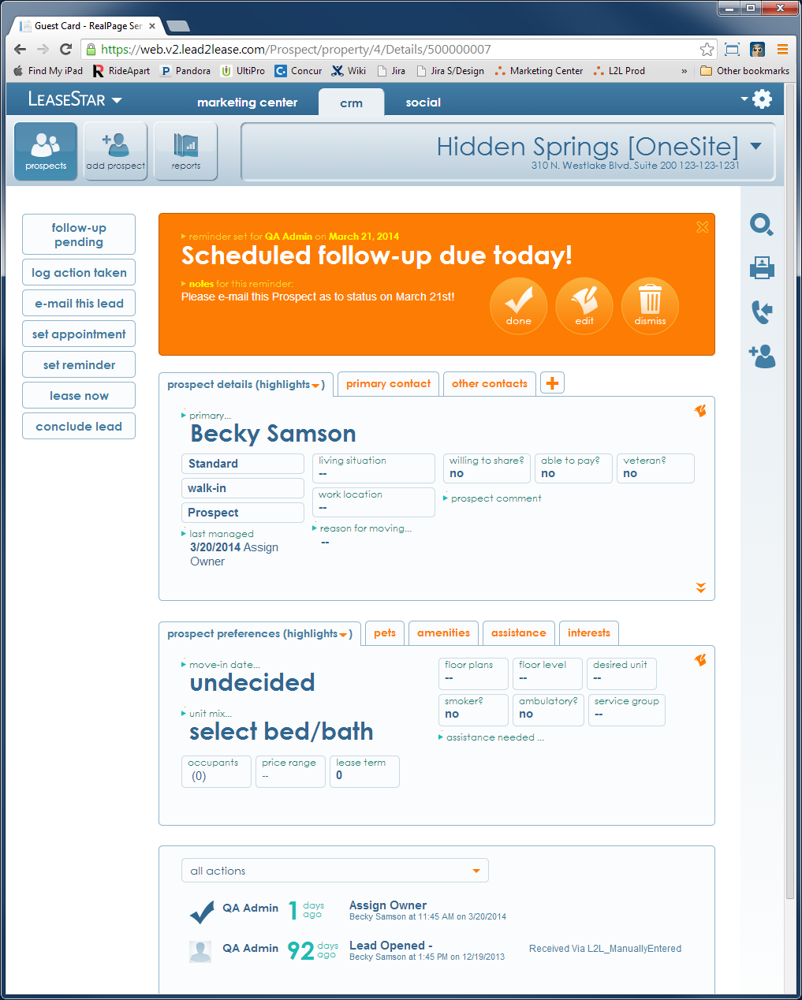 Guest Card - RealPage Ser
https://web.v2.lead2lease.com/Prospect/property/4/Details/500000007
Find My iPad RideApart Pandora UltiPro Concur Wiki Jira Jira S/Design Marketing Center L2L Prod » Other bookmarks
LEASESTAR marketing center crm social
prospects add prospect reports
Hidden Springs [OneSite]
310 N. Westlake Blvd. Suite 200 123-123-1231
follow-up
pending
log action taken
e-mail this lead
set appointment
set reminder
lease now
conclude lead
reminder set for QA Admin on March 21, 2014
Scheduled follow-up due today!
notes for this reminder:
Please e-mail this Prospect as to status on March 21st!
done edit dismiss
prospect details (highlights ) primary contact other contacts
primary...
Becky Samson
Standard
walk-in
Prospect
last managed
3/20/2014 Assign
Owner
living situation
--
work location
--
reason for moving...
--
willing to share?
no
able to pay?
no
veteran?
no
prospect comment
prospect preferences (highlights ) pets amenities assistance interests
move-in date...
undecided
unit mix...
select bed/bath
occupants
(0)
price range
--
lease term
0
floor plans
--
floor level
--
desired unit
--
smoker?
no
ambulatory?
no
service group
--
assistance needed ...
all actions
QA Admin 1 days ago Assign Owner
Becky Samson at 11:45 AM on 3/20/2014
QA Admin 92 days ago Lead Opened -
Becky Samson at 1:45 PM on 12/19/2013
Received Via L2L_ManuallyEntered